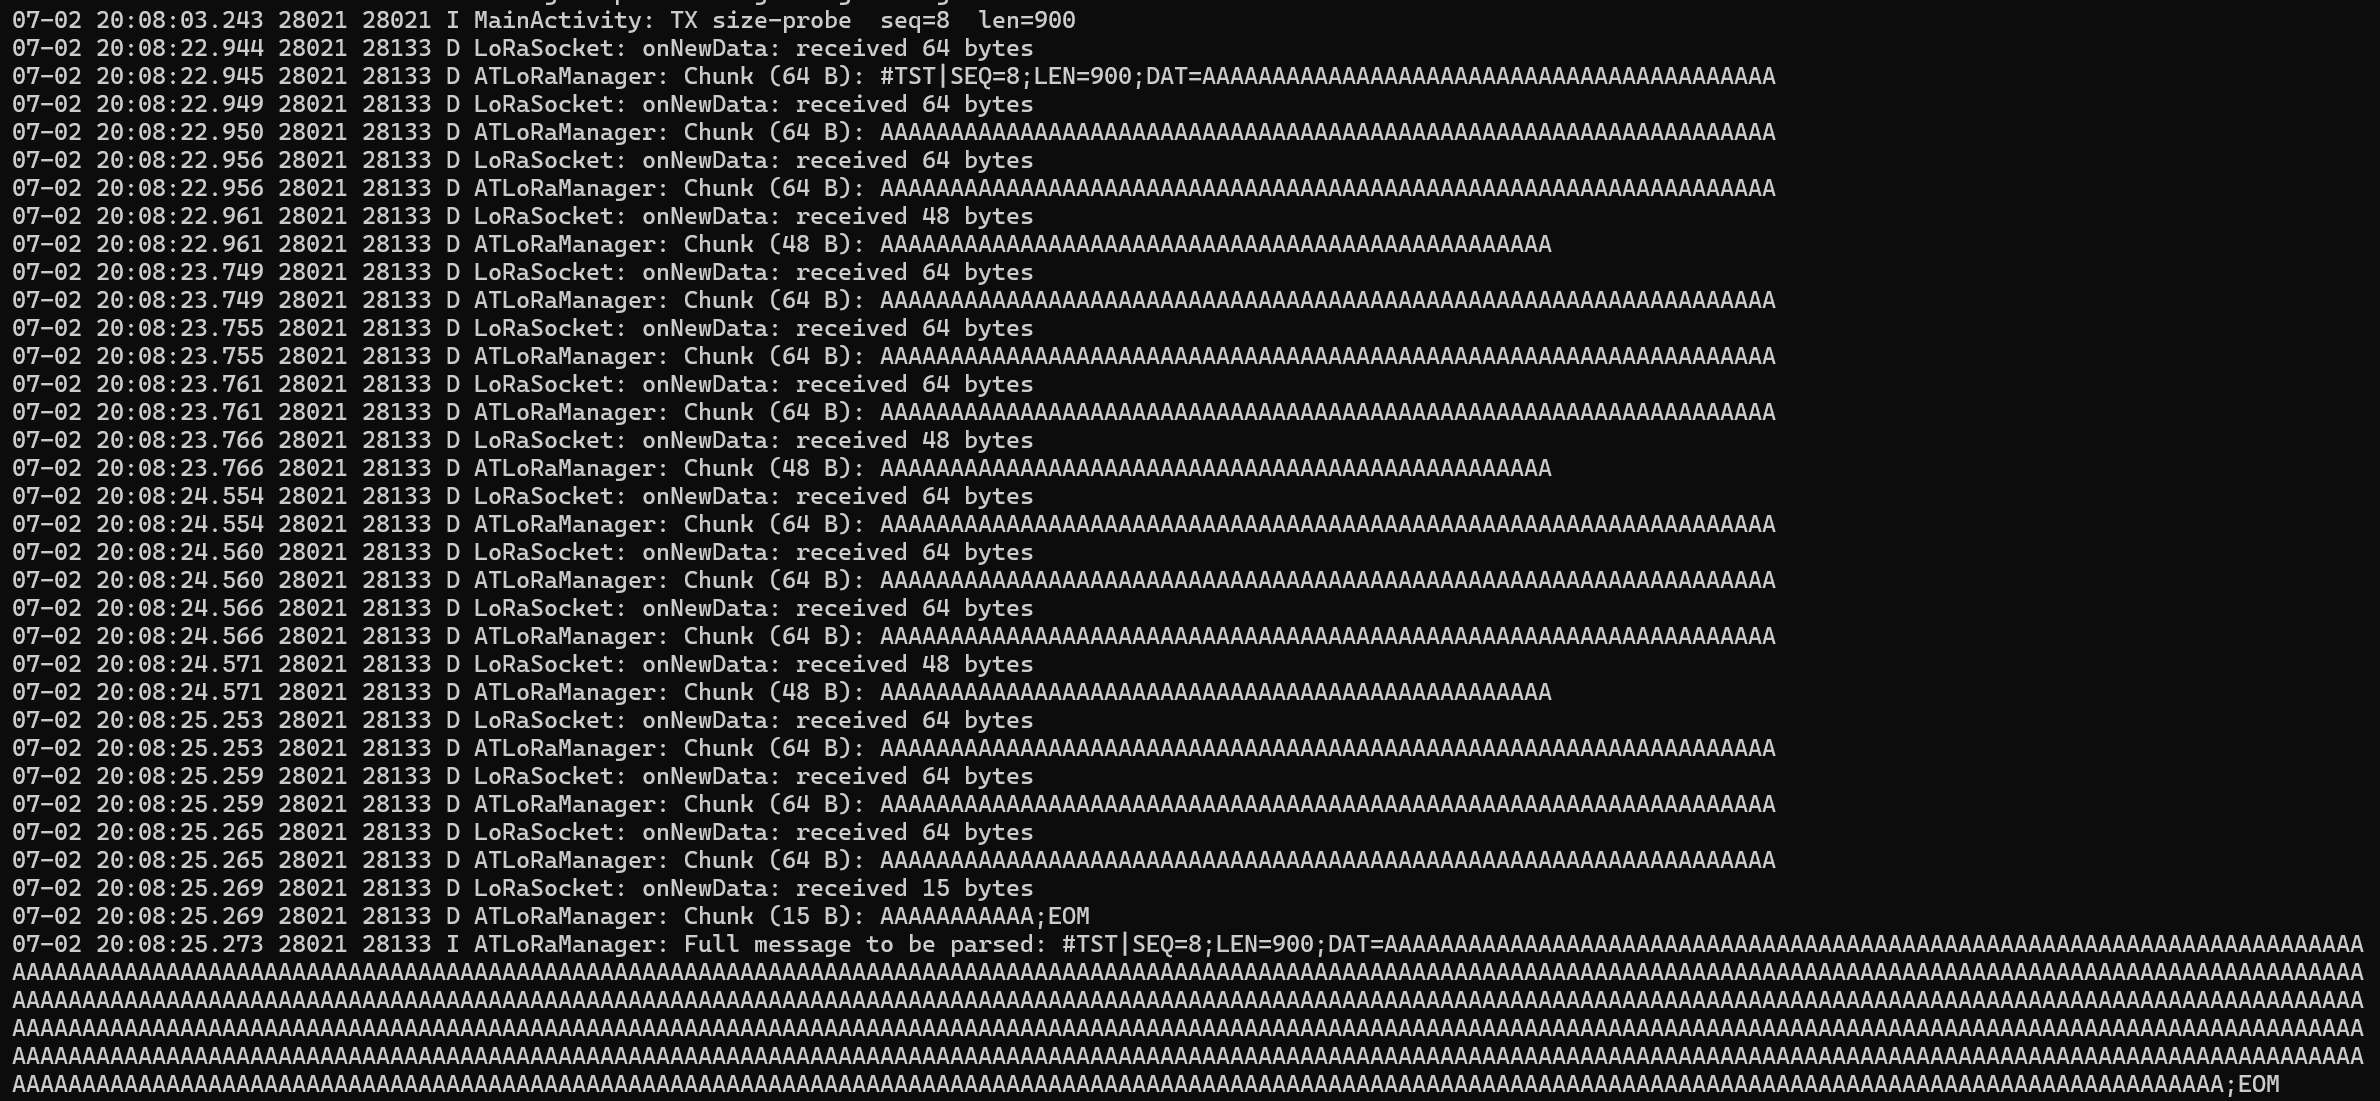 07-02 20:08:03.243 28021 28021 I MainActivity: TX size-probe  seq=8  len=900
07-02 20:08:22.944 28021 28133 D LoRaSocket: onNewData: received 64 bytes
07-02 20:08:22.945 28021 28133 D ATLoRaManager: Chunk (64 B): #TST|SEQ=8;LEN=900;DAT=AAAAAAAAAAAAAAAAAAAAAAAAAAAAAAAAAAAAAAAAA
07-02 20:08:22.949 28021 28133 D LoRaSocket: onNewData: received 64 bytes
07-02 20:08:22.950 28021 28133 D ATLoRaManager: Chunk (64 B): AAAAAAAAAAAAAAAAAAAAAAAAAAAAAAAAAAAAAAAAAAAAAAAAAAAAAAAAAAAAAAAA
07-02 20:08:22.956 28021 28133 D LoRaSocket: onNewData: received 64 bytes
07-02 20:08:22.956 28021 28133 D ATLoRaManager: Chunk (64 B): AAAAAAAAAAAAAAAAAAAAAAAAAAAAAAAAAAAAAAAAAAAAAAAAAAAAAAAAAAAAAAAA
07-02 20:08:22.961 28021 28133 D LoRaSocket: onNewData: received 48 bytes
07-02 20:08:22.961 28021 28133 D ATLoRaManager: Chunk (48 B): AAAAAAAAAAAAAAAAAAAAAAAAAAAAAAAAAAAAAAAAAAAAAAAA
07-02 20:08:23.749 28021 28133 D LoRaSocket: onNewData: received 64 bytes
07-02 20:08:23.749 28021 28133 D ATLoRaManager: Chunk (64 B): AAAAAAAAAAAAAAAAAAAAAAAAAAAAAAAAAAAAAAAAAAAAAAAAAAAAAAAAAAAAAAAA
07-02 20:08:23.755 28021 28133 D LoRaSocket: onNewData: received 64 bytes
07-02 20:08:23.755 28021 28133 D ATLoRaManager: Chunk (64 B): AAAAAAAAAAAAAAAAAAAAAAAAAAAAAAAAAAAAAAAAAAAAAAAAAAAAAAAAAAAAAAAA
07-02 20:08:23.761 28021 28133 D LoRaSocket: onNewData: received 64 bytes
07-02 20:08:23.761 28021 28133 D ATLoRaManager: Chunk (64 B): AAAAAAAAAAAAAAAAAAAAAAAAAAAAAAAAAAAAAAAAAAAAAAAAAAAAAAAAAAAAAAAA
07-02 20:08:23.766 28021 28133 D LoRaSocket: onNewData: received 48 bytes
07-02 20:08:23.766 28021 28133 D ATLoRaManager: Chunk (48 B): AAAAAAAAAAAAAAAAAAAAAAAAAAAAAAAAAAAAAAAAAAAAAAAA
07-02 20:08:24.554 28021 28133 D LoRaSocket: onNewData: received 64 bytes
07-02 20:08:24.554 28021 28133 D ATLoRaManager: Chunk (64 B): AAAAAAAAAAAAAAAAAAAAAAAAAAAAAAAAAAAAAAAAAAAAAAAAAAAAAAAAAAAAAAAA
07-02 20:08:24.560 28021 28133 D LoRaSocket: onNewData: received 64 bytes
07-02 20:08:24.560 28021 28133 D ATLoRaManager: Chunk (64 B): AAAAAAAAAAAAAAAAAAAAAAAAAAAAAAAAAAAAAAAAAAAAAAAAAAAAAAAAAAAAAAAA
07-02 20:08:24.566 28021 28133 D LoRaSocket: onNewData: received 64 bytes
07-02 20:08:24.566 28021 28133 D ATLoRaManager: Chunk (64 B): AAAAAAAAAAAAAAAAAAAAAAAAAAAAAAAAAAAAAAAAAAAAAAAAAAAAAAAAAAAAAAAA
07-02 20:08:24.571 28021 28133 D LoRaSocket: onNewData: received 48 bytes
07-02 20:08:24.571 28021 28133 D ATLoRaManager: Chunk (48 B): AAAAAAAAAAAAAAAAAAAAAAAAAAAAAAAAAAAAAAAAAAAAAAAA
07-02 20:08:25.253 28021 28133 D LoRaSocket: onNewData: received 64 bytes
07-02 20:08:25.253 28021 28133 D ATLoRaManager: Chunk (64 B): AAAAAAAAAAAAAAAAAAAAAAAAAAAAAAAAAAAAAAAAAAAAAAAAAAAAAAAAAAAAAAAA
07-02 20:08:25.259 28021 28133 D LoRaSocket: onNewData: received 64 bytes
07-02 20:08:25.259 28021 28133 D ATLoRaManager: Chunk (64 B): AAAAAAAAAAAAAAAAAAAAAAAAAAAAAAAAAAAAAAAAAAAAAAAAAAAAAAAAAAAAAAAA
07-02 20:08:25.265 28021 28133 D LoRaSocket: onNewData: received 64 bytes
07-02 20:08:25.265 28021 28133 D ATLoRaManager: Chunk (64 B): AAAAAAAAAAAAAAAAAAAAAAAAAAAAAAAAAAAAAAAAAAAAAAAAAAAAAAAAAAAAAAAA
07-02 20:08:25.269 28021 28133 D LoRaSocket: onNewData: received 15 bytes
07-02 20:08:25.269 28021 28133 D ATLoRaManager: Chunk (15 B): AAAAAAAAAAA;EOM
07-02 20:08:25.273 28021 28133 I ATLoRaManager: Full message to be parsed: #TST|SEQ=8;LEN=900;DAT=AAAAAAAAAAAAAAAAAAAAAAAAAAAAAAAAAAAAAAAAAAAAAAAAAAAAAAAAAAAAAAAAAAAAAA
AAAAAAAAAAAAAAAAAAAAAAAAAAAAAAAAAAAAAAAAAAAAAAAAAAAAAAAAAAAAAAAAAAAAAAAAAAAAAAAAAAAAAAAAAAAAAAAAAAAAAAAAAAAAAAAAAAAAAAAAAAAAAAAAAAAAAAAAAAAAAAAAAAAAAAAAAAAAAAAAAAAAAAAA
AAAAAAAAAAAAAAAAAAAAAAAAAAAAAAAAAAAAAAAAAAAAAAAAAAAAAAAAAAAAAAAAAAAAAAAAAAAAAAAAAAAAAAAAAAAAAAAAAAAAAAAAAAAAAAAAAAAAAAAAAAAAAAAAAAAAAAAAAAAAAAAAAAAAAAAAAAAAAAAAAAAAAAAA
AAAAAAAAAAAAAAAAAAAAAAAAAAAAAAAAAAAAAAAAAAAAAAAAAAAAAAAAAAAAAAAAAAAAAAAAAAAAAAAAAAAAAAAAAAAAAAAAAAAAAAAAAAAAAAAAAAAAAAAAAAAAAAAAAAAAAAAAAAAAAAAAAAAAAAAAAAAAAAAAAAAAAAAA
AAAAAAAAAAAAAAAAAAAAAAAAAAAAAAAAAAAAAAAAAAAAAAAAAAAAAAAAAAAAAAAAAAAAAAAAAAAAAAAAAAAAAAAAAAAAAAAAAAAAAAAAAAAAAAAAAAAAAAAAAAAAAAAAAAAAAAAAAAAAAAAAAAAAAAAAAAAAAAAAAAAAAAAA
AAAAAAAAAAAAAAAAAAAAAAAAAAAAAAAAAAAAAAAAAAAAAAAAAAAAAAAAAAAAAAAAAAAAAAAAAAAAAAAAAAAAAAAAAAAAAAAAAAAAAAAAAAAAAAAAAAAAAAAAAAAAAAAAAAAAAAAAAAAAAAAAAAAAAAAAAAAAAA;EOM